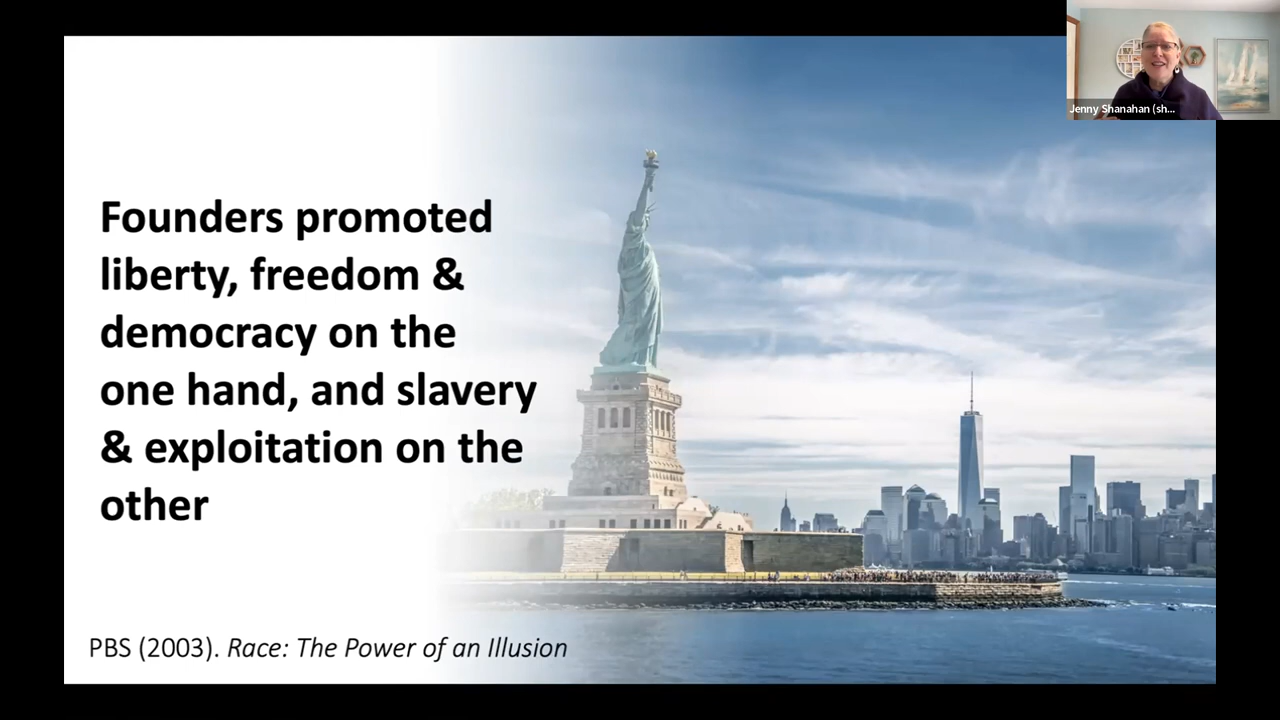 Jenny Shanahan (sh...
Founders promoted
liberty, freedom &
democracy on the
one hand, and slavery
& exploitation on the
other
PBS (2003). Race: The Power of an Illusion